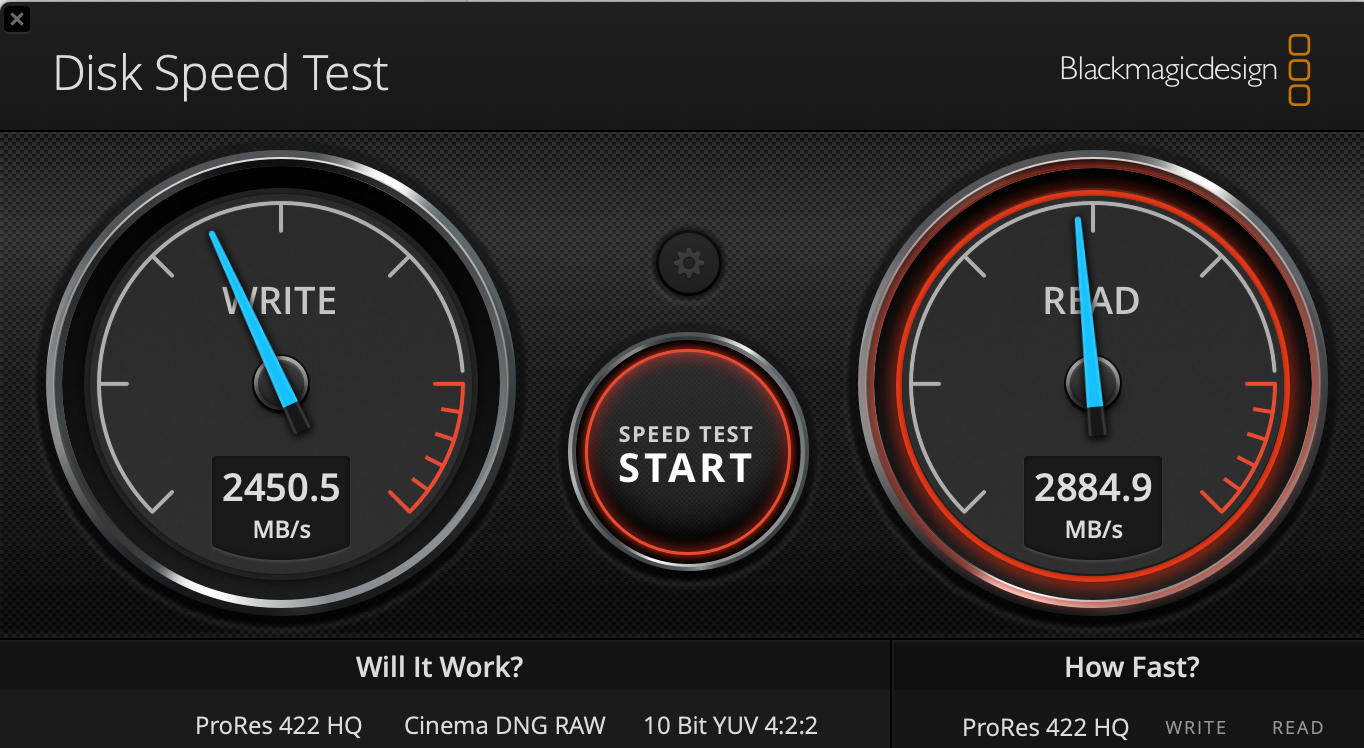 Disk Speed Test
Blackmagicdesign
WRITE
2450.5
MB/s
SPEED TEST
START
READ
2884.9
MB/s
Will It Work?
ProRes 422 HQ Cinema DNG RAW 10 Bit YUV 4:2:2
How Fast?
ProRes 422 HQ WRITE READ